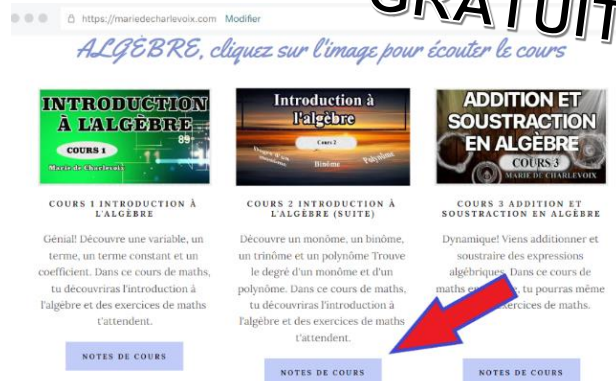 https://mariedecharlevoix.com Modifier
GRATUIT
ALGÈBRE, cliquez sur l'image pour écouter le cours
INTRODUCTION
À L'ALGÈBRE
COURS 1
89
Marie de Charlevoix
Introduction à
l'algèbre
Cours 2
Degré d'un
monôme
Binôme
Polynôme
ADDITION ET
SOUSTRACTION
EN ALGÈBRE
COURS 3
MARIE DE CHARLEVOIX
COURS 1 INTRODUCTION À
L'ALGÈBRE
Génial! Découvre une variable, un
terme, un terme constant et un
coefficient. Dans ce cours de maths,
tu découvriras l'introduction à
l'algèbre et des exercices de maths
t'attendent.
NOTES DE COURS
COURS 2 INTRODUCTION À
L'ALGÈBRE (SUITE)
Découvre un monôme, un binôme,
un trinôme et un polynôme Trouve
le degré d'un monôme et d'un
polynôme. Dans ce cours de maths,
tu découvriras l'introduction à
l'algèbre et des exercices de maths
t'attendent.
NOTES DE COURS
COURS 3 ADDITION ET
SOUSTRACTION EN ALGÈBRE
Dynamique! Viens additionner et
soustraire des expressions
algébriques. Dans ce cours de
maths, tu pourras même
exercices de maths.
NOTES DE COURS